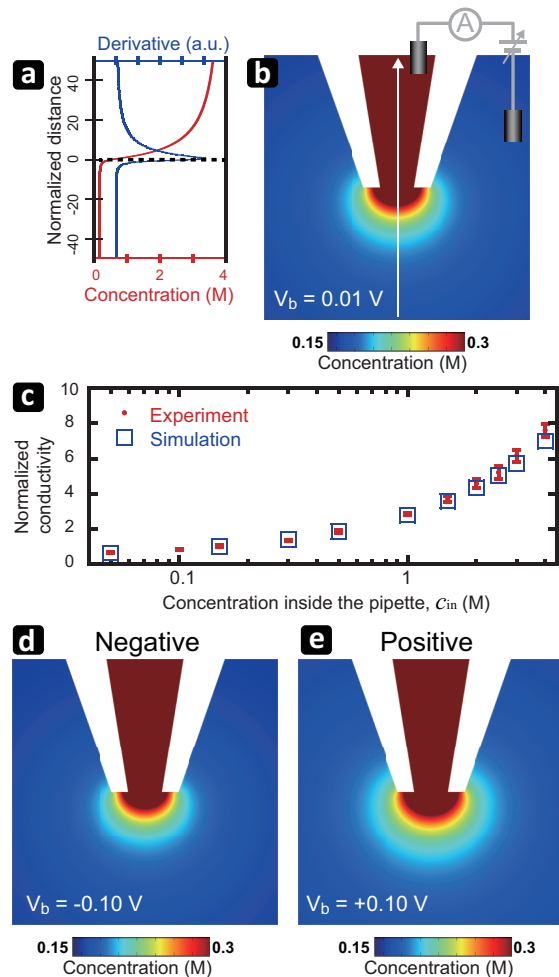 a
Derivative (a.u.)
Normalized distance
40
20
0
-20
-40
0 2 4
Concentration (M)
b
A
V_b = 0.01 V
0.15 0.3
Concentration (M)
c
10
8
6
4
2
0
Normalized
conductivity
Experiment
Simulation
0.1 1
Concentration inside the pipette, c_in (M)
d Negative
V_b = -0.10 V
0.15 0.3
Concentration (M)
e Positive
V_b = +0.10 V
0.15 0.3
Concentration (M)